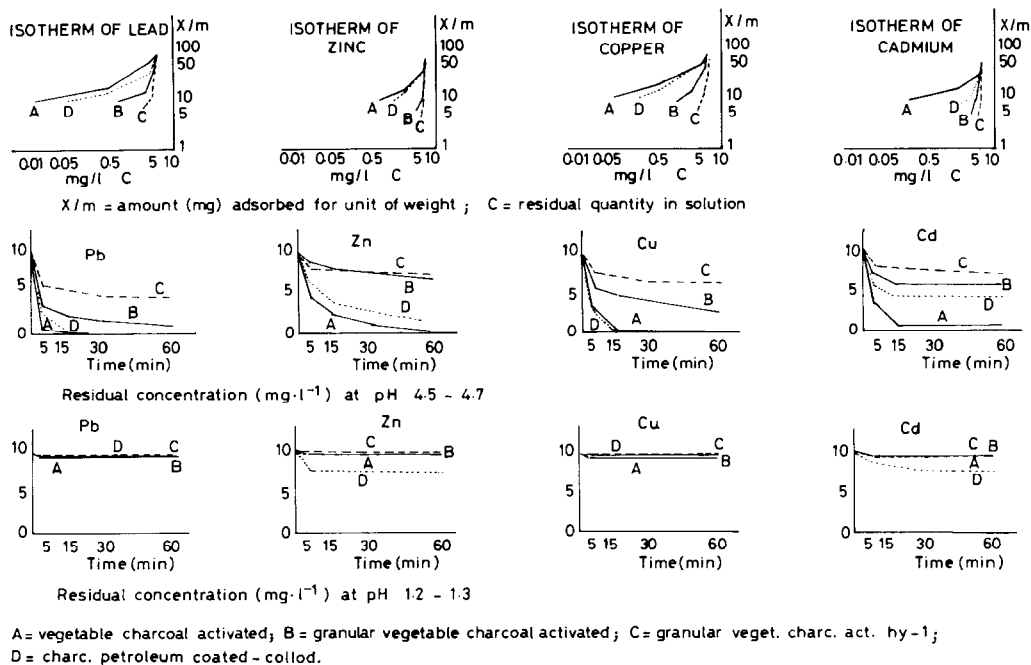 ISOTHERM OF LEAD X/m
100
50
10
5
1
A D B C
0.01 0.05 0.5 5 10
mg/l C
ISOTHERM OF
ZINC
X/m
100
50
10
5
1
A D B C
0.01 0.05 0.5 5 10
mg/l C
ISOTHERM OF
COPPER
X/m
100
50
10
5
1
A D B C
0.01 0.05 0.5 5 10
mg/l C
ISOTHERM OF
CADMIUM
X/m
100
50
10
5
1
A D B C
0.01 0.05 0.5 5 10
mg/l C
X/m = amount (mg) adsorbed for unit of weight ; C = residual quantity in solution
Pb
10
5
0
C
B
A D
5 15 30 60
Time (min)
Zn
10
5
0
C
B
D
A
5 15 30 60
Time (min)
Cu
10
5
0
C
B
D A
5 15 30 60
Time (min)
Cd
10
5
0
C
B
D
A
5 15 30 60
Time (min)
Residual concentration (mg·l⁻¹) at pH 4.5 - 4.7
Pb
10
5
0
D C
A B
5 15 30 60
Time (min)
Zn
10
5
0
C
B
A
D
5 15 30 60
Time (min)
Cu
10
5
0
D C
A B
5 15 30 60
Time (min)
Cd
10
5
0
C B
A
D
5 15 30 60
Time (min)
Residual concentration (mg·l⁻¹) at pH 1.2 - 1.3
A = vegetable charcoal activated; B = granular vegetable charcoal activated; C = granular veget. charc. act. hy-1;
D = charc. petroleum coated-collod.